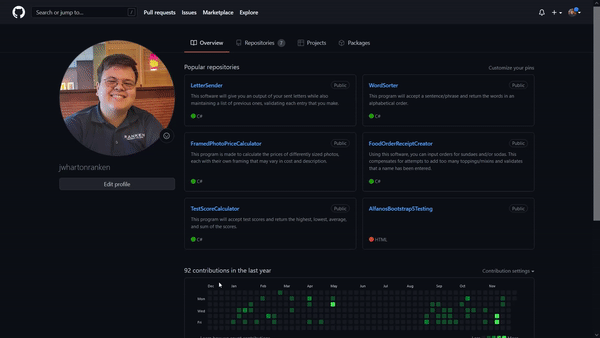 Search or jump to...
/
Pull requests Issues Marketplace Explore
Overview Repositories 7 Projects Packages
Popular repositories
Customize your pins
LetterSender Public
This software will give you an output of your sent letters while also
maintaining a list of previous ones, validating each entry that you make.
C#
WordSorter Public
This program will accept a sentence/phrase and return the words in an
alphabetical order.
C#
FramedPhotoPriceCalculator Public
This program is made to calculate the prices of differently sized photos,
each with their own framing that may vary in cost and description.
C#
FoodOrderReceiptCreator Public
Using this software, you can input orders for sundaes and/or sodas. This
compensates for attempts to add too many toppings/mixins and validates
that a name has been entered.
C#
TestScoreCalculator Public
This program will accept test scores and return the highest, lowest, average,
and sum of the scores.
C#
AlfanosBootstrap5Testing Public
HTML
RANKEN
jwhartonranken
Edit profile
92 contributions in the last year
Contribution settings
Dec Jan Feb Mar Apr May Jun Jul Aug Sep Oct Nov
Mon
Wed
Fri